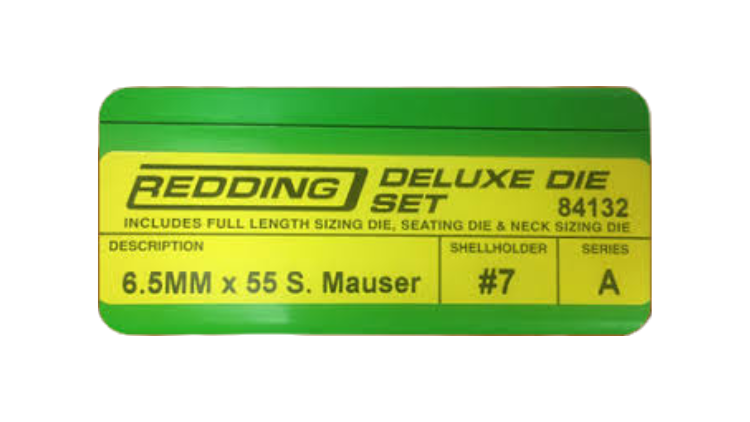 REDDING DELUXE DIE
SET 84132
INCLUDES FULL LENGTH SIZING DIE, SEATING DIE & NECK SIZING DIE
DESCRIPTION SHELLHOLDER SERIES
6.5MM x 55 S. Mauser #7 A